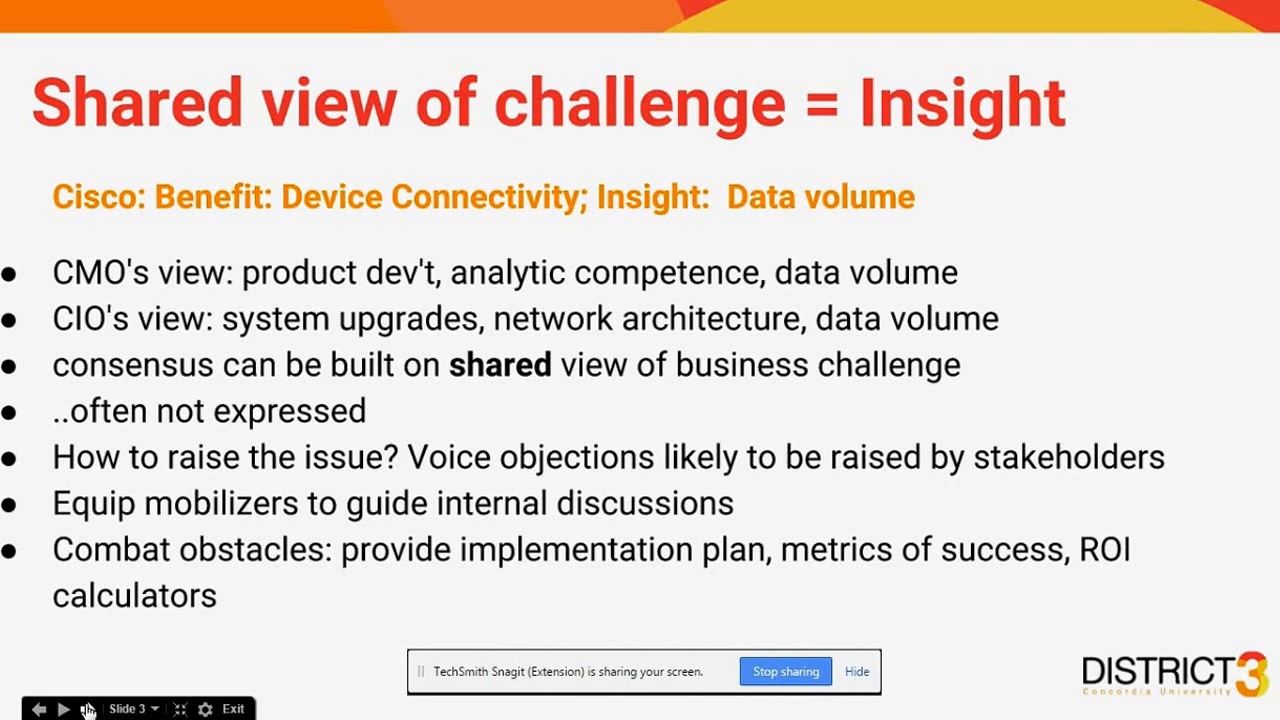 Shared view of challenge = Insight
Cisco: Benefit: Device Connectivity; Insight: Data volume
● CMO's view: product dev't, analytic competence, data volume
● CIO's view: system upgrades, network architecture, data volume
● consensus can be built on shared view of business challenge
● ..often not expressed
● How to raise the issue? Voice objections likely to be raised by stakeholders
● Equip mobilizers to guide internal discussions
● Combat obstacles: provide implementation plan, metrics of success, ROI
calculators
TechSmith Snagit (Extension) is sharing your screen. Stop sharing Hide
DISTRICT 3
Concordia University
Slide 3 Exit